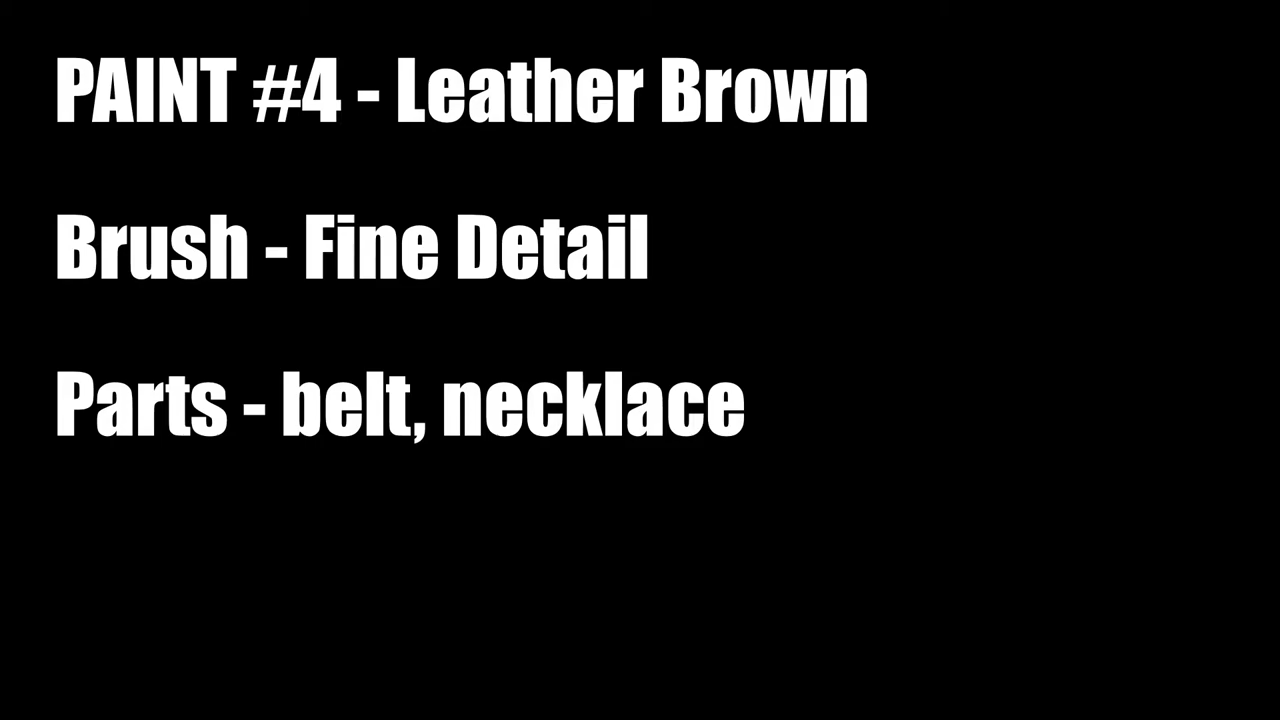 PAINT #4 - Leather Brown
Brush - Fine Detail
Parts - belt, necklace